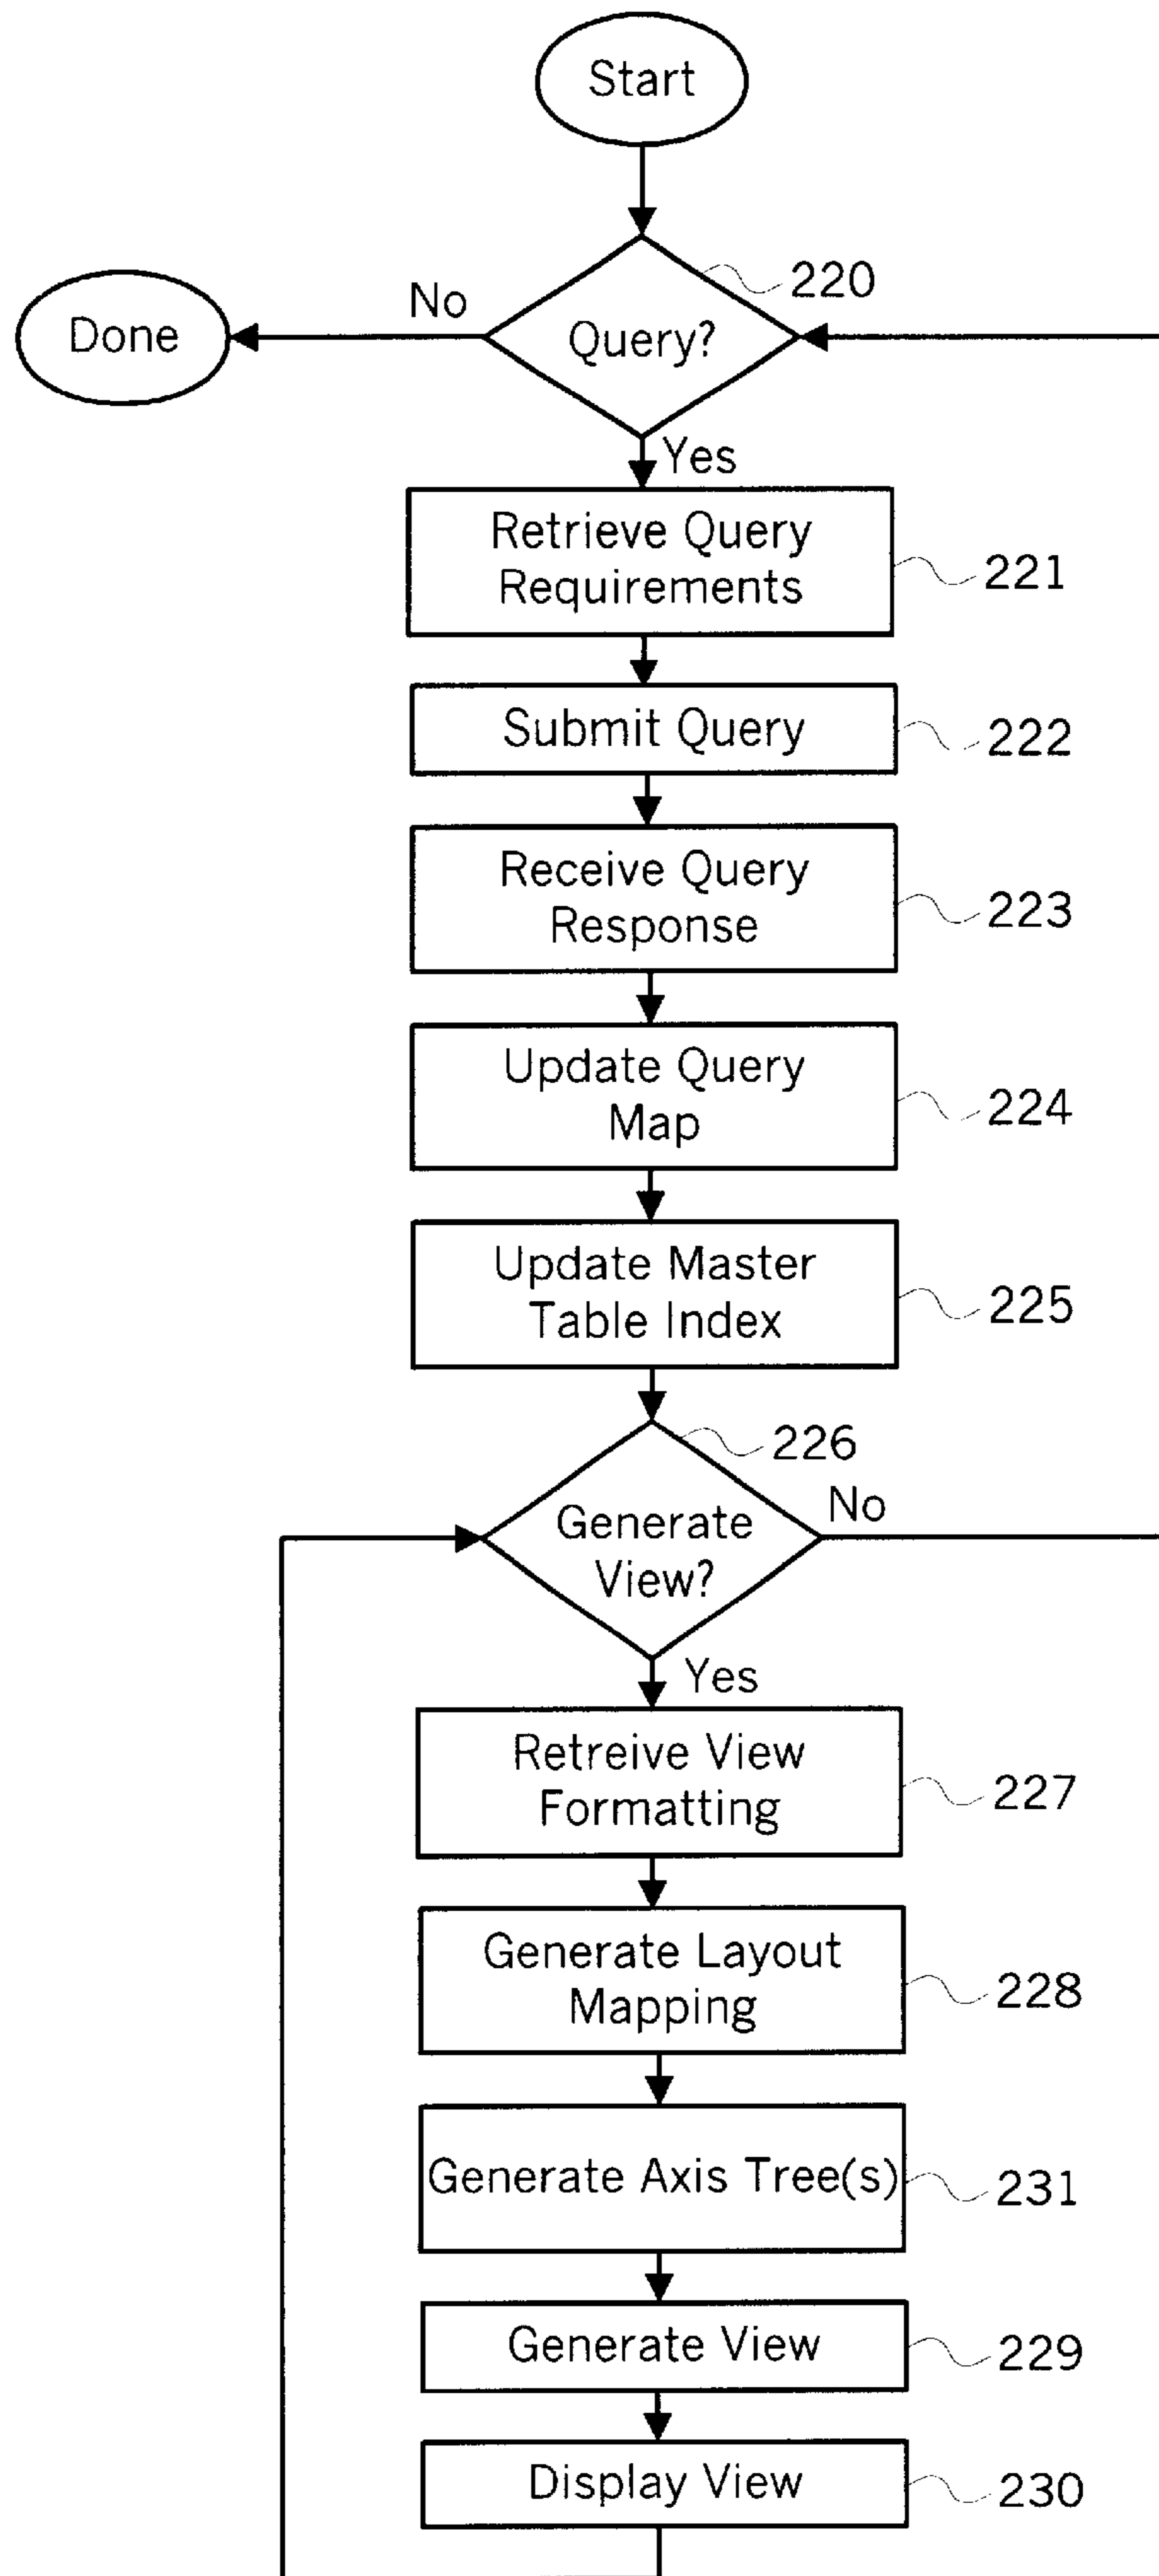 Start
220
No
Done
Query?
Yes
Retrieve Query
Requirements
221
Submit Query
222
Receive Query
Response
223
Update Query
Map
224
Update Master
Table Index
225
226
No
Generate
View?
Yes
Retreive View
Formatting
227
Generate Layout
Mapping
228
Generate Axis Tree(s)
231
Generate View
229
Display View
230